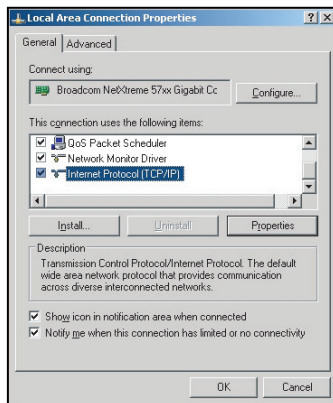 Local Area Connection Properties
General
Advanced
Connect using:
Broadcom NetXtreme 57xx Gigabit Cc
Configure...
This connection uses the following items:
QoS Packet Scheduler
Network Monitor Driver
Internet Protocol (TCP/IP)
Install...
Uninstall
Properties
Description
Transmission Control Protocol/Internet Protocol. The default
wide area network protocol that provides communication
across diverse interconnected networks.
Show icon in notification area when connected
Notify me when this connection has limited or no connectivity
OK
Cancel